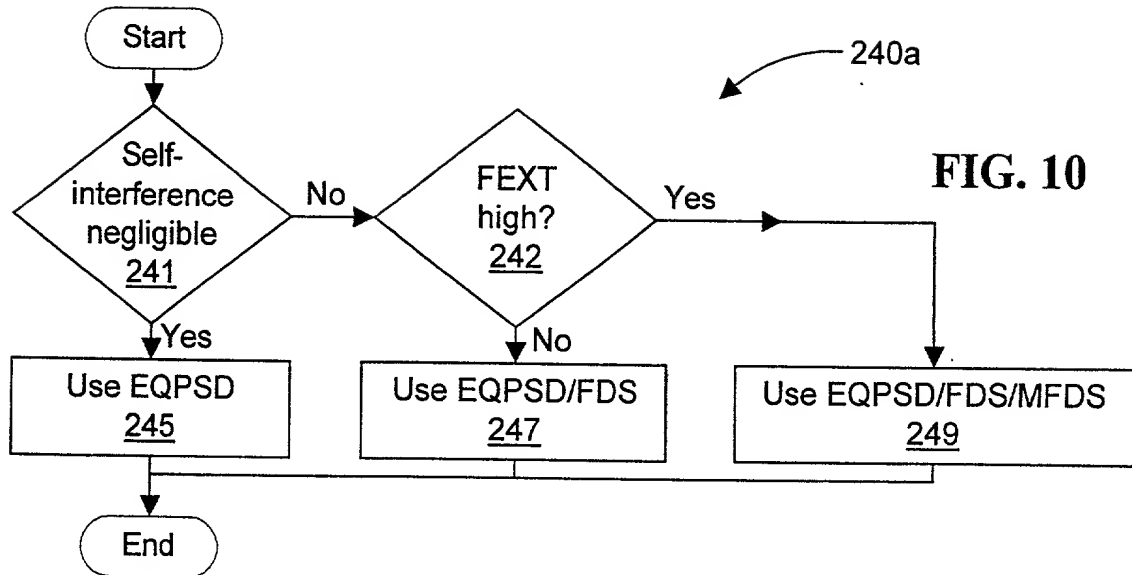 Start
240a
FIG. 10
Self-
interference
negligible
241
No
FEXT
high?
242
Yes
Yes
No
Use EQPSD
245
Use EQPSD/FDS
247
Use EQPSD/FDS/MFDS
249
End